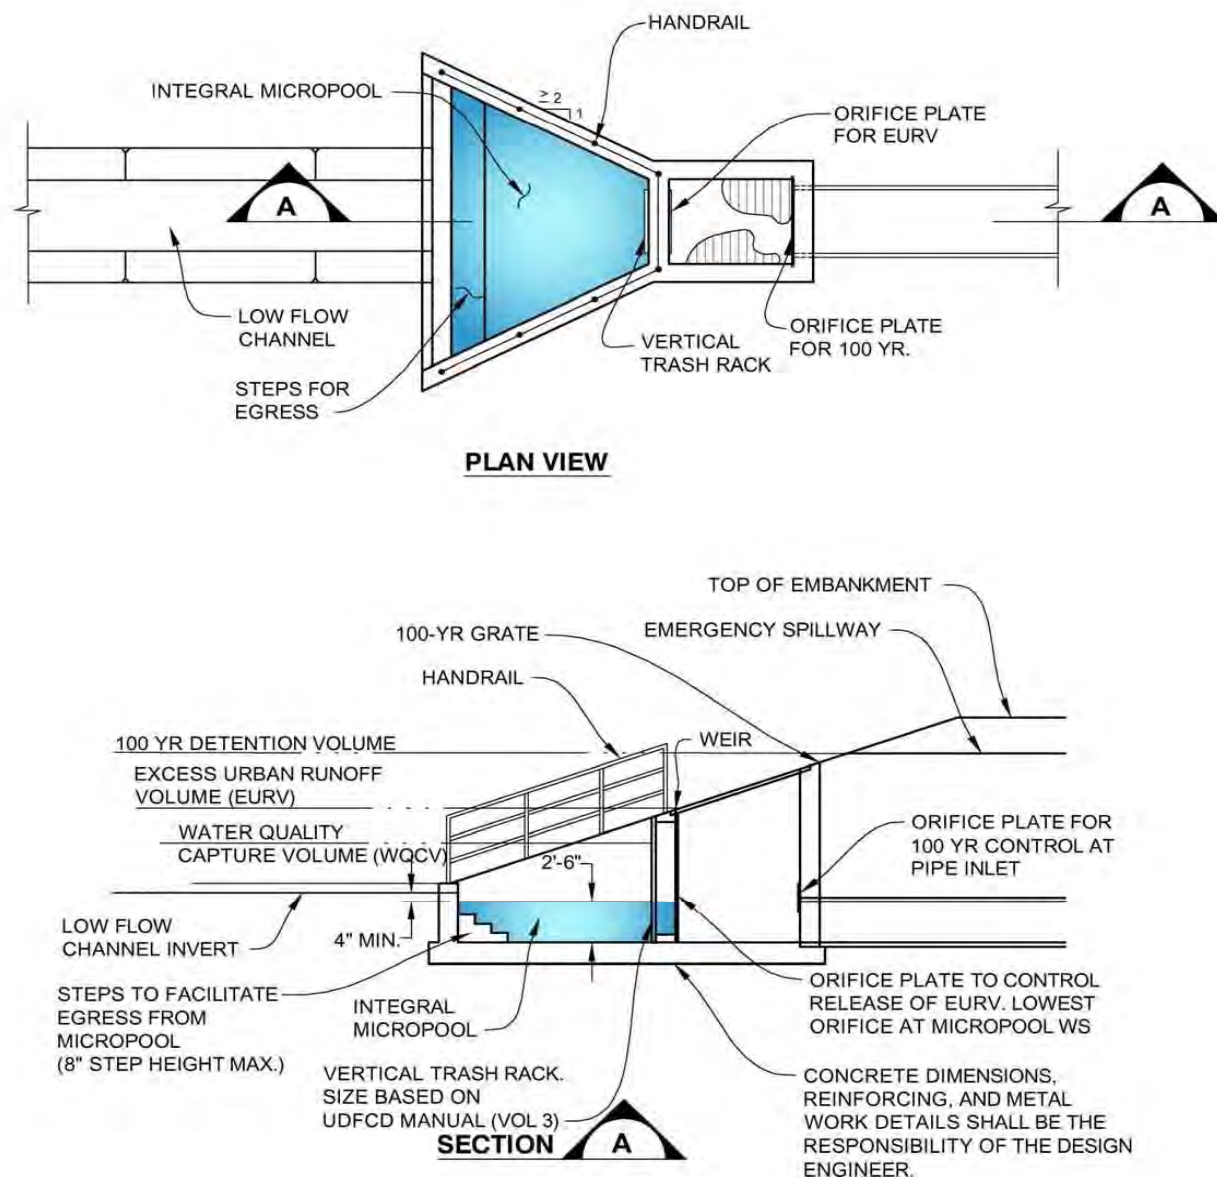 HANDRAIL
INTEGRAL MICROPOOL
≥ 2
1
ORIFICE PLATE
FOR EURV
A
A
LOW FLOW
CHANNEL
VERTICAL
TRASH RACK
ORIFICE PLATE
FOR 100 YR.
STEPS FOR
EGRESS
PLAN VIEW
TOP OF EMBANKMENT
100-YR GRATE
EMERGENCY SPILLWAY
HANDRAIL
WEIR
100 YR DETENTION VOLUME
EXCESS URBAN RUNOFF
VOLUME (EURV)
WATER QUALITY
CAPTURE VOLUME (WQCV)
2'-6"
ORIFICE PLATE FOR
100 YR CONTROL AT
PIPE INLET
LOW FLOW
CHANNEL INVERT
4" MIN.
STEPS TO FACILITATE
EGRESS FROM
MICROPOOL
(8" STEP HEIGHT MAX.)
INTEGRAL
MICROPOOL
ORIFICE PLATE TO CONTROL
RELEASE OF EURV. LOWEST
ORIFICE AT MICROPOOL WS
VERTICAL TRASH RACK.
SIZE BASED ON
UDFCD MANUAL (VOL 3)
CONCRETE DIMENSIONS,
REINFORCING, AND METAL
WORK DETAILS SHALL BE THE
RESPONSIBILITY OF THE DESIGN
ENGINEER.
SECTION A